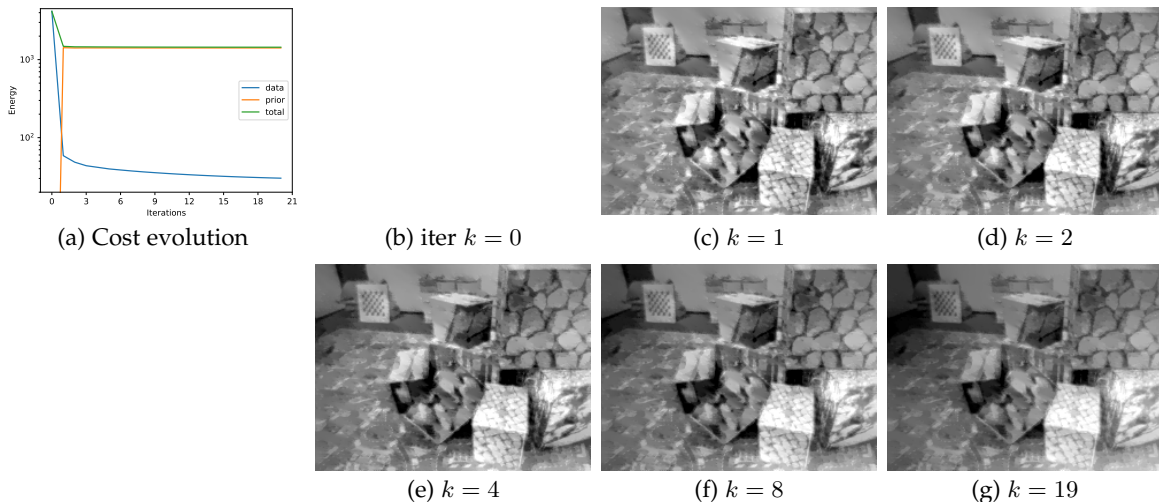 10³
10²
Energy
data
prior
total
0 3 6 9 12 15 18 21
Iterations
(a) Cost evolution
(b) iter k = 0
(c) k = 1
(d) k = 2
(e) k = 4
(f) k = 8
(g) k = 19